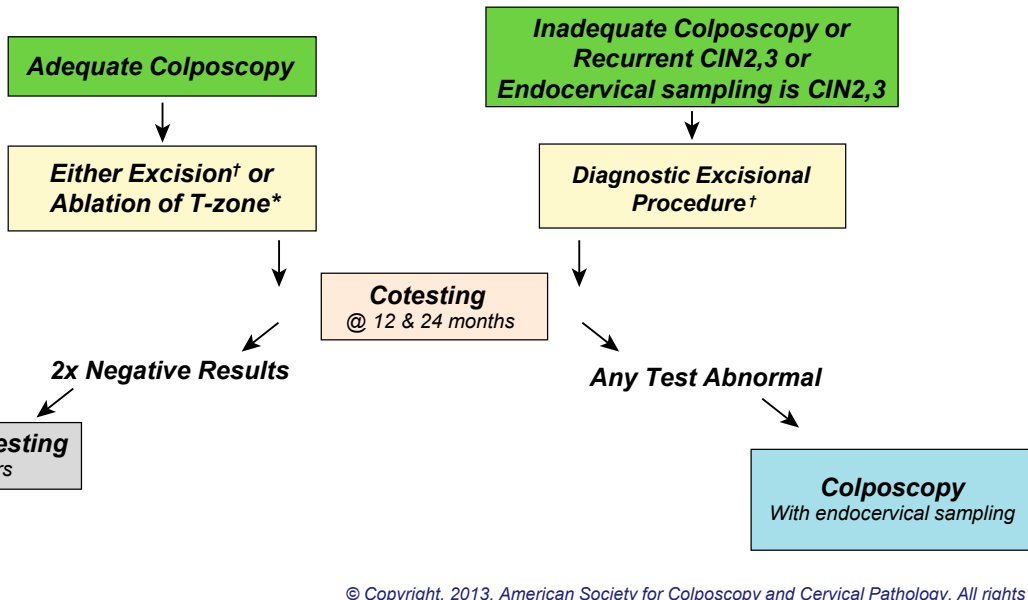 Adequate Colposcopy
Inadequate Colposcopy or
Recurrent CIN2,3 or
Endocervical sampling is CIN2,3
Either Excision† or
Ablation of T-zone*
Diagnostic Excisional
Procedure†
Cotesting
@ 12 & 24 months
2x Negative Results
Any Test Abnormal
esting
rs
Colposcopy
With endocervical sampling
© Copyright, 2013, American Society for Colposcopy and Cervical Pathology. All rights